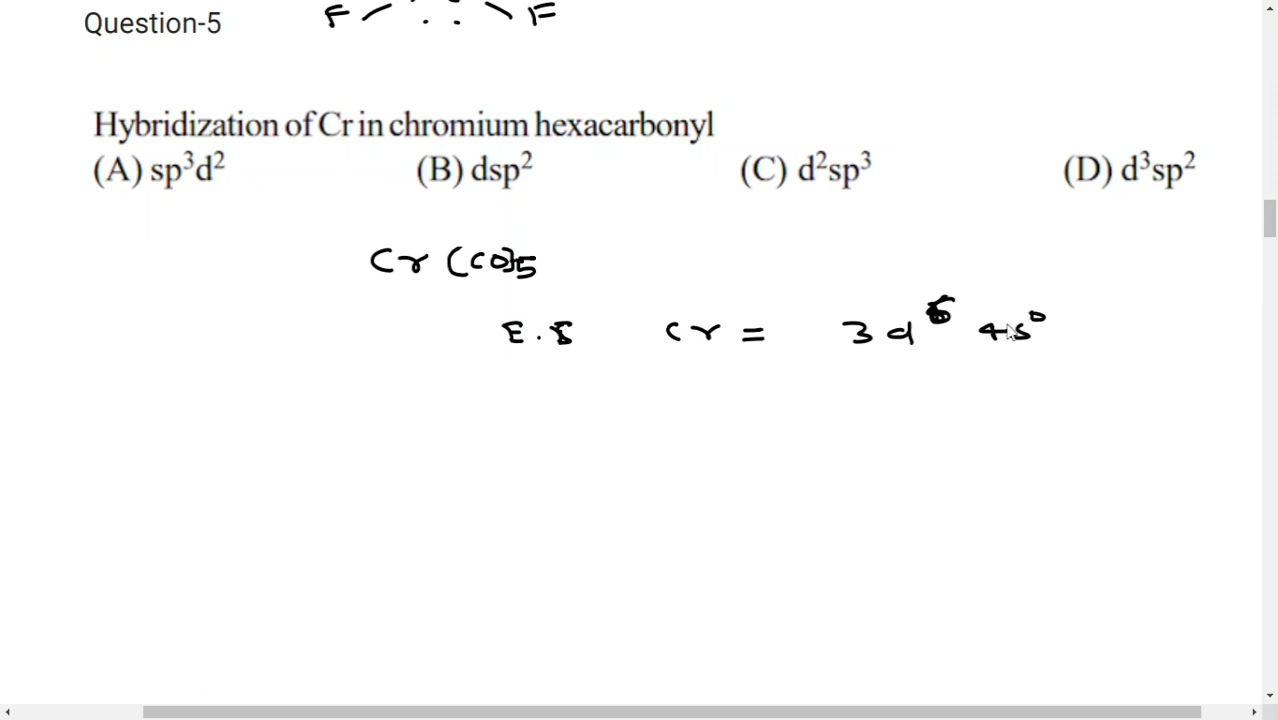 F F
Question-5
Hybridization of Cr in chromium hexacarbonyl
(A) sp³d² (B) dsp² (C) d²sp³ (D) d³sp²
Cr (CO)5
E.S Cr = 3d⁶ 4s⁰